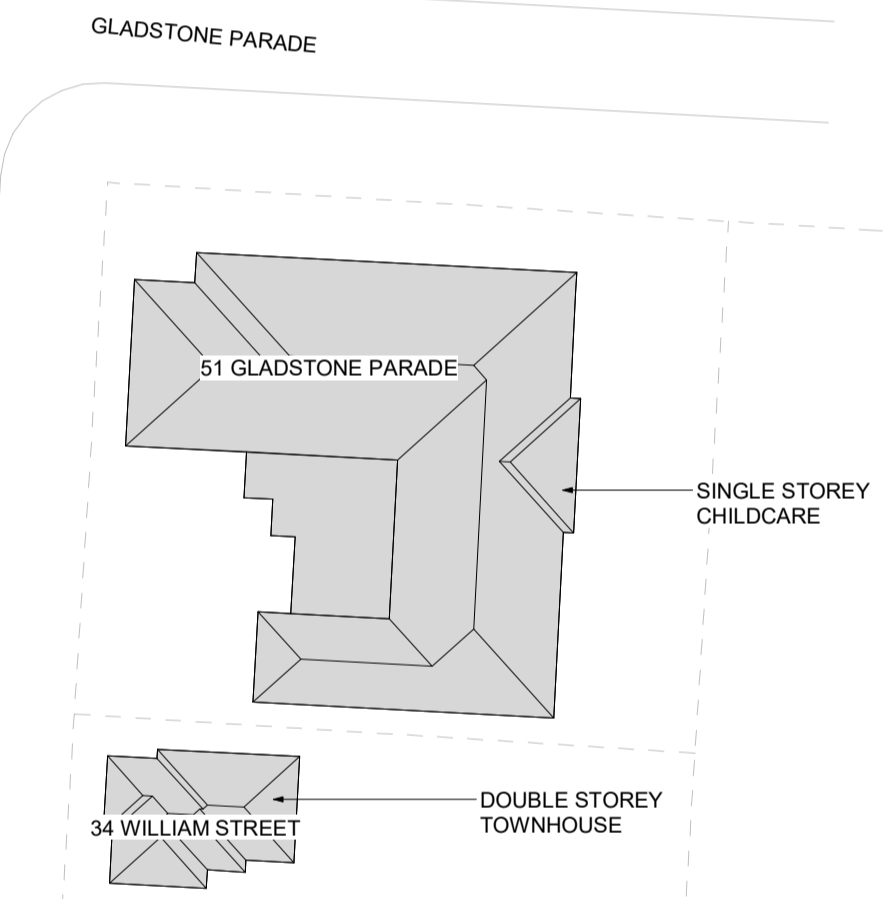 GLADSTONE PARADE
51 GLADSTONE PARADE
SINGLE STOREY
CHILDCARE
DOUBLE STOREY
TOWNHOUSE
34 WILLIAM STREET